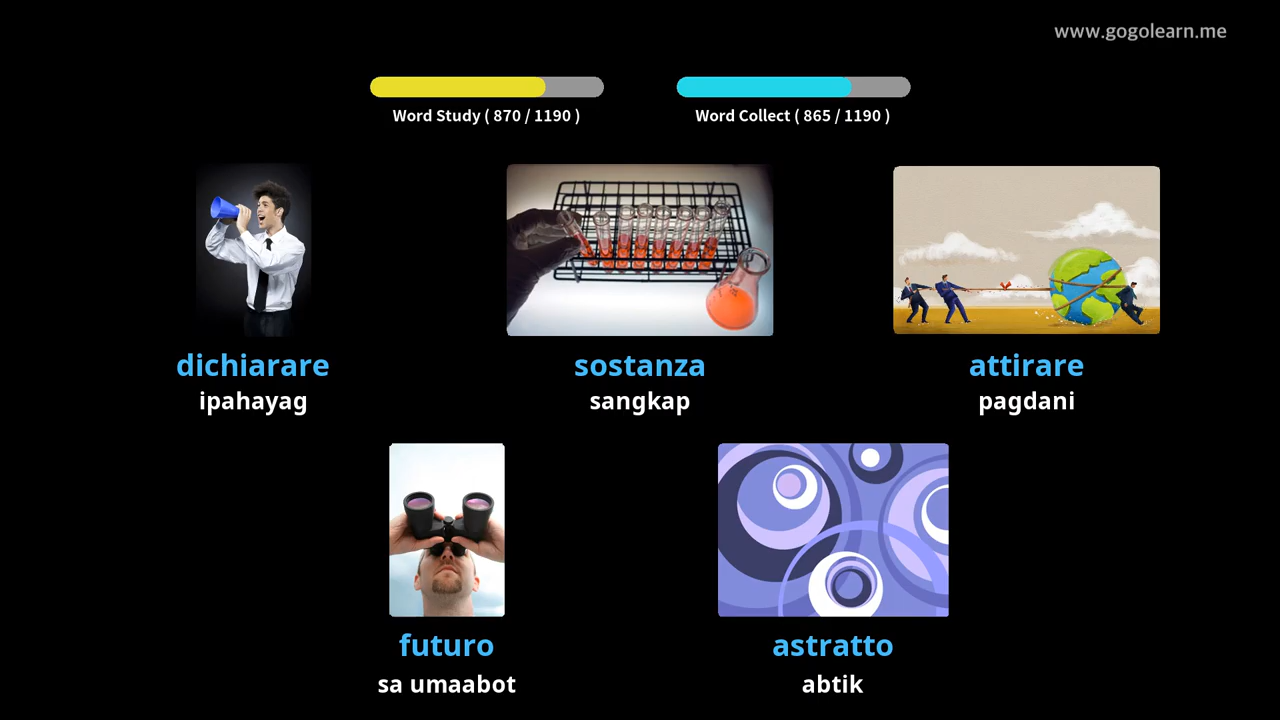 www.gogolearn.me
Word Study ( 870 / 1190 )
Word Collect ( 865 / 1190 )
dichiarare
ipahayag
sostanza
sangkap
attirare
pagdani
futuro
sa umaabot
astratto
abtik